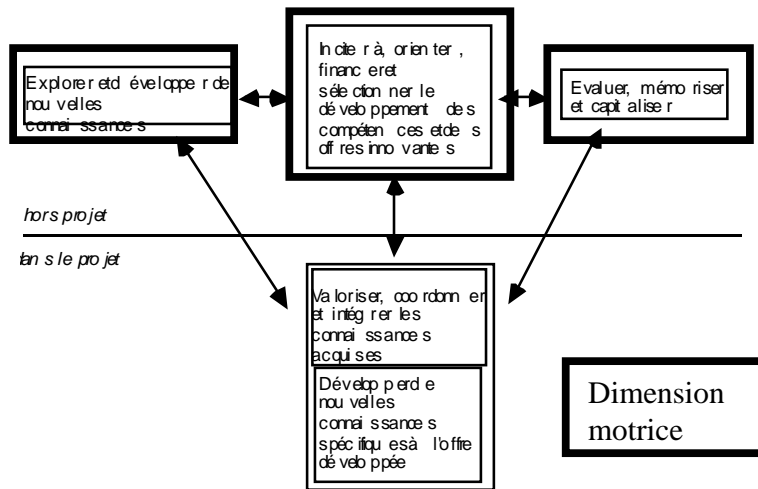 Explorer et développer de
nouvelles
connaissances
Inciter à, orienter,
financer et
sélectionner le
développement des
compétences et des
offres innovantes
Evaluer, mémoriser
et capitaliser
hors projet
dans le projet
Valoriser, coordonner
et intégrer les
connaissances
acquises
Développer de
nouvelles
connaissances
spécifiques à l'offre
développée
Dimension
motrice